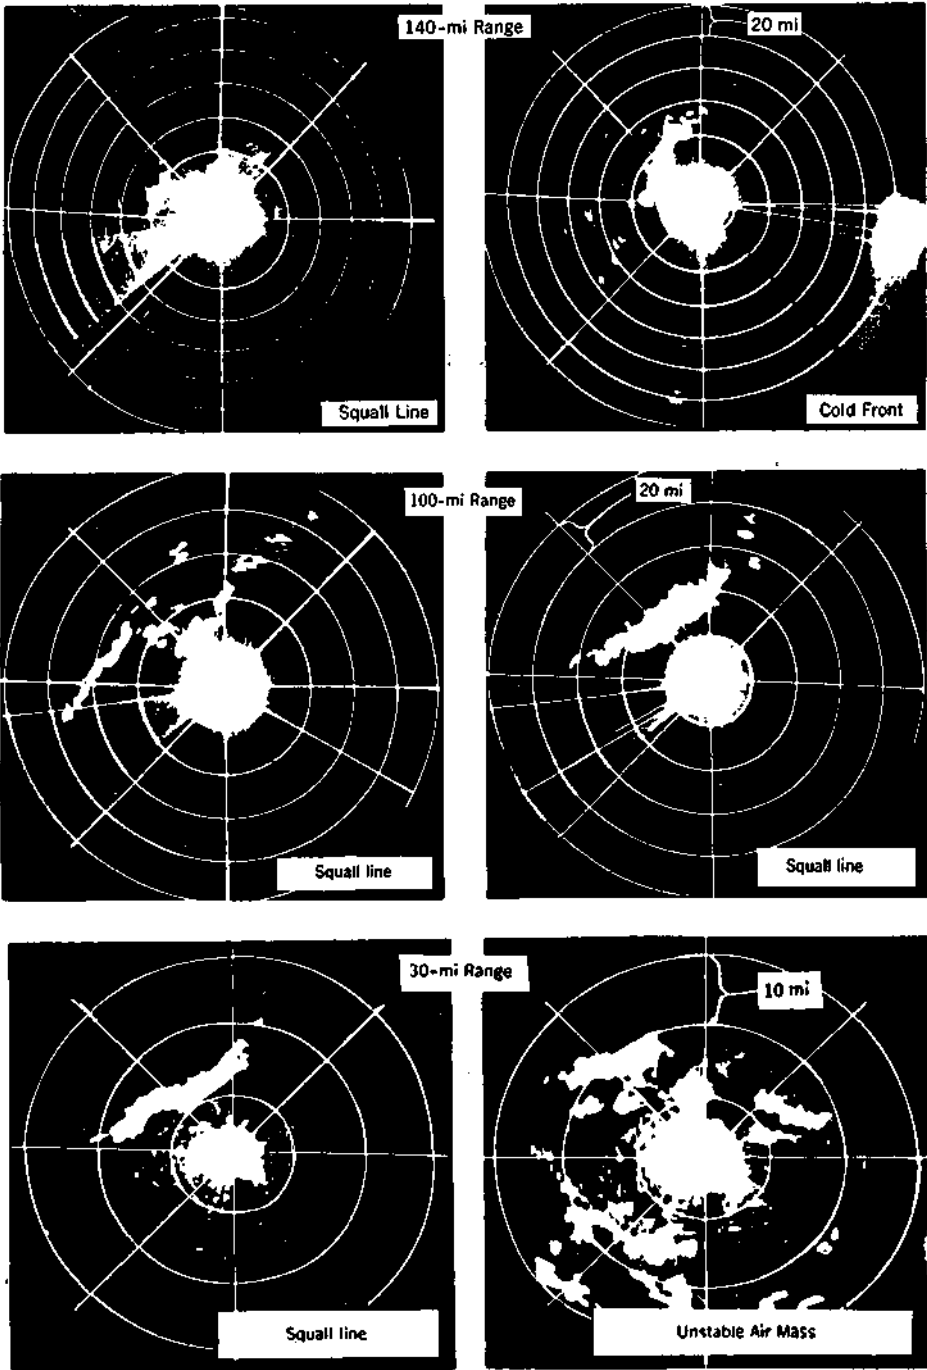 140-mi Range
20 mi
Squall Line
Cold Front
100-mi Range
20 mi
Squall line
Squall line
30-mi Range
10 mi
Squall line
Unstable Air Mass